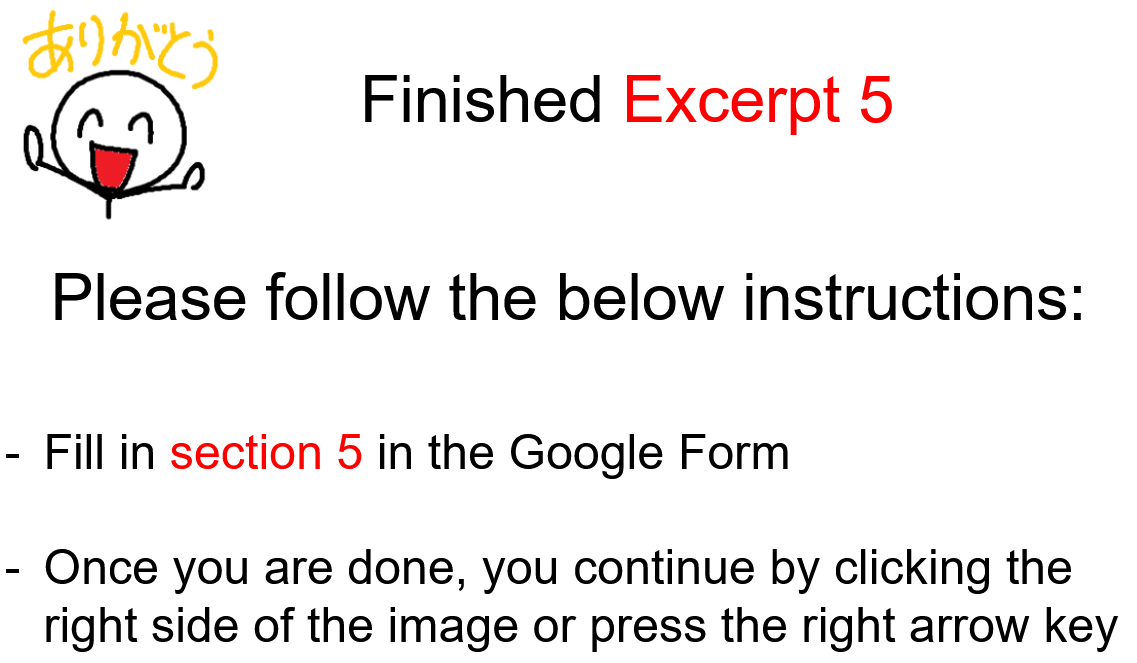 ありがとう
Finished Excerpt 5
Please follow the below instructions:
- Fill in section 5 in the Google Form
- Once you are done, you continue by clicking the
right side of the image or press the right arrow key